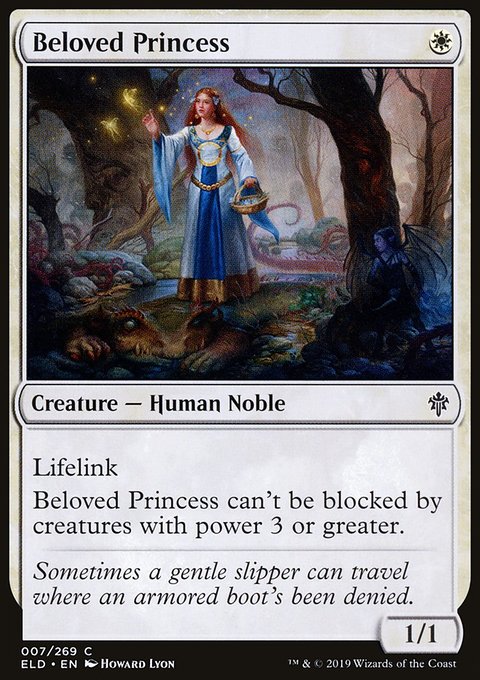 Beloved Princess
Creature — Human Noble
Lifelink
Beloved Princess can't be blocked by
creatures with power 3 or greater.
Sometimes a gentle slipper can travel
where an armored boot's been denied.
1/1
007/269 C
ELD • EN Howard Lyon
™ & © 2019 Wizards of the Coast